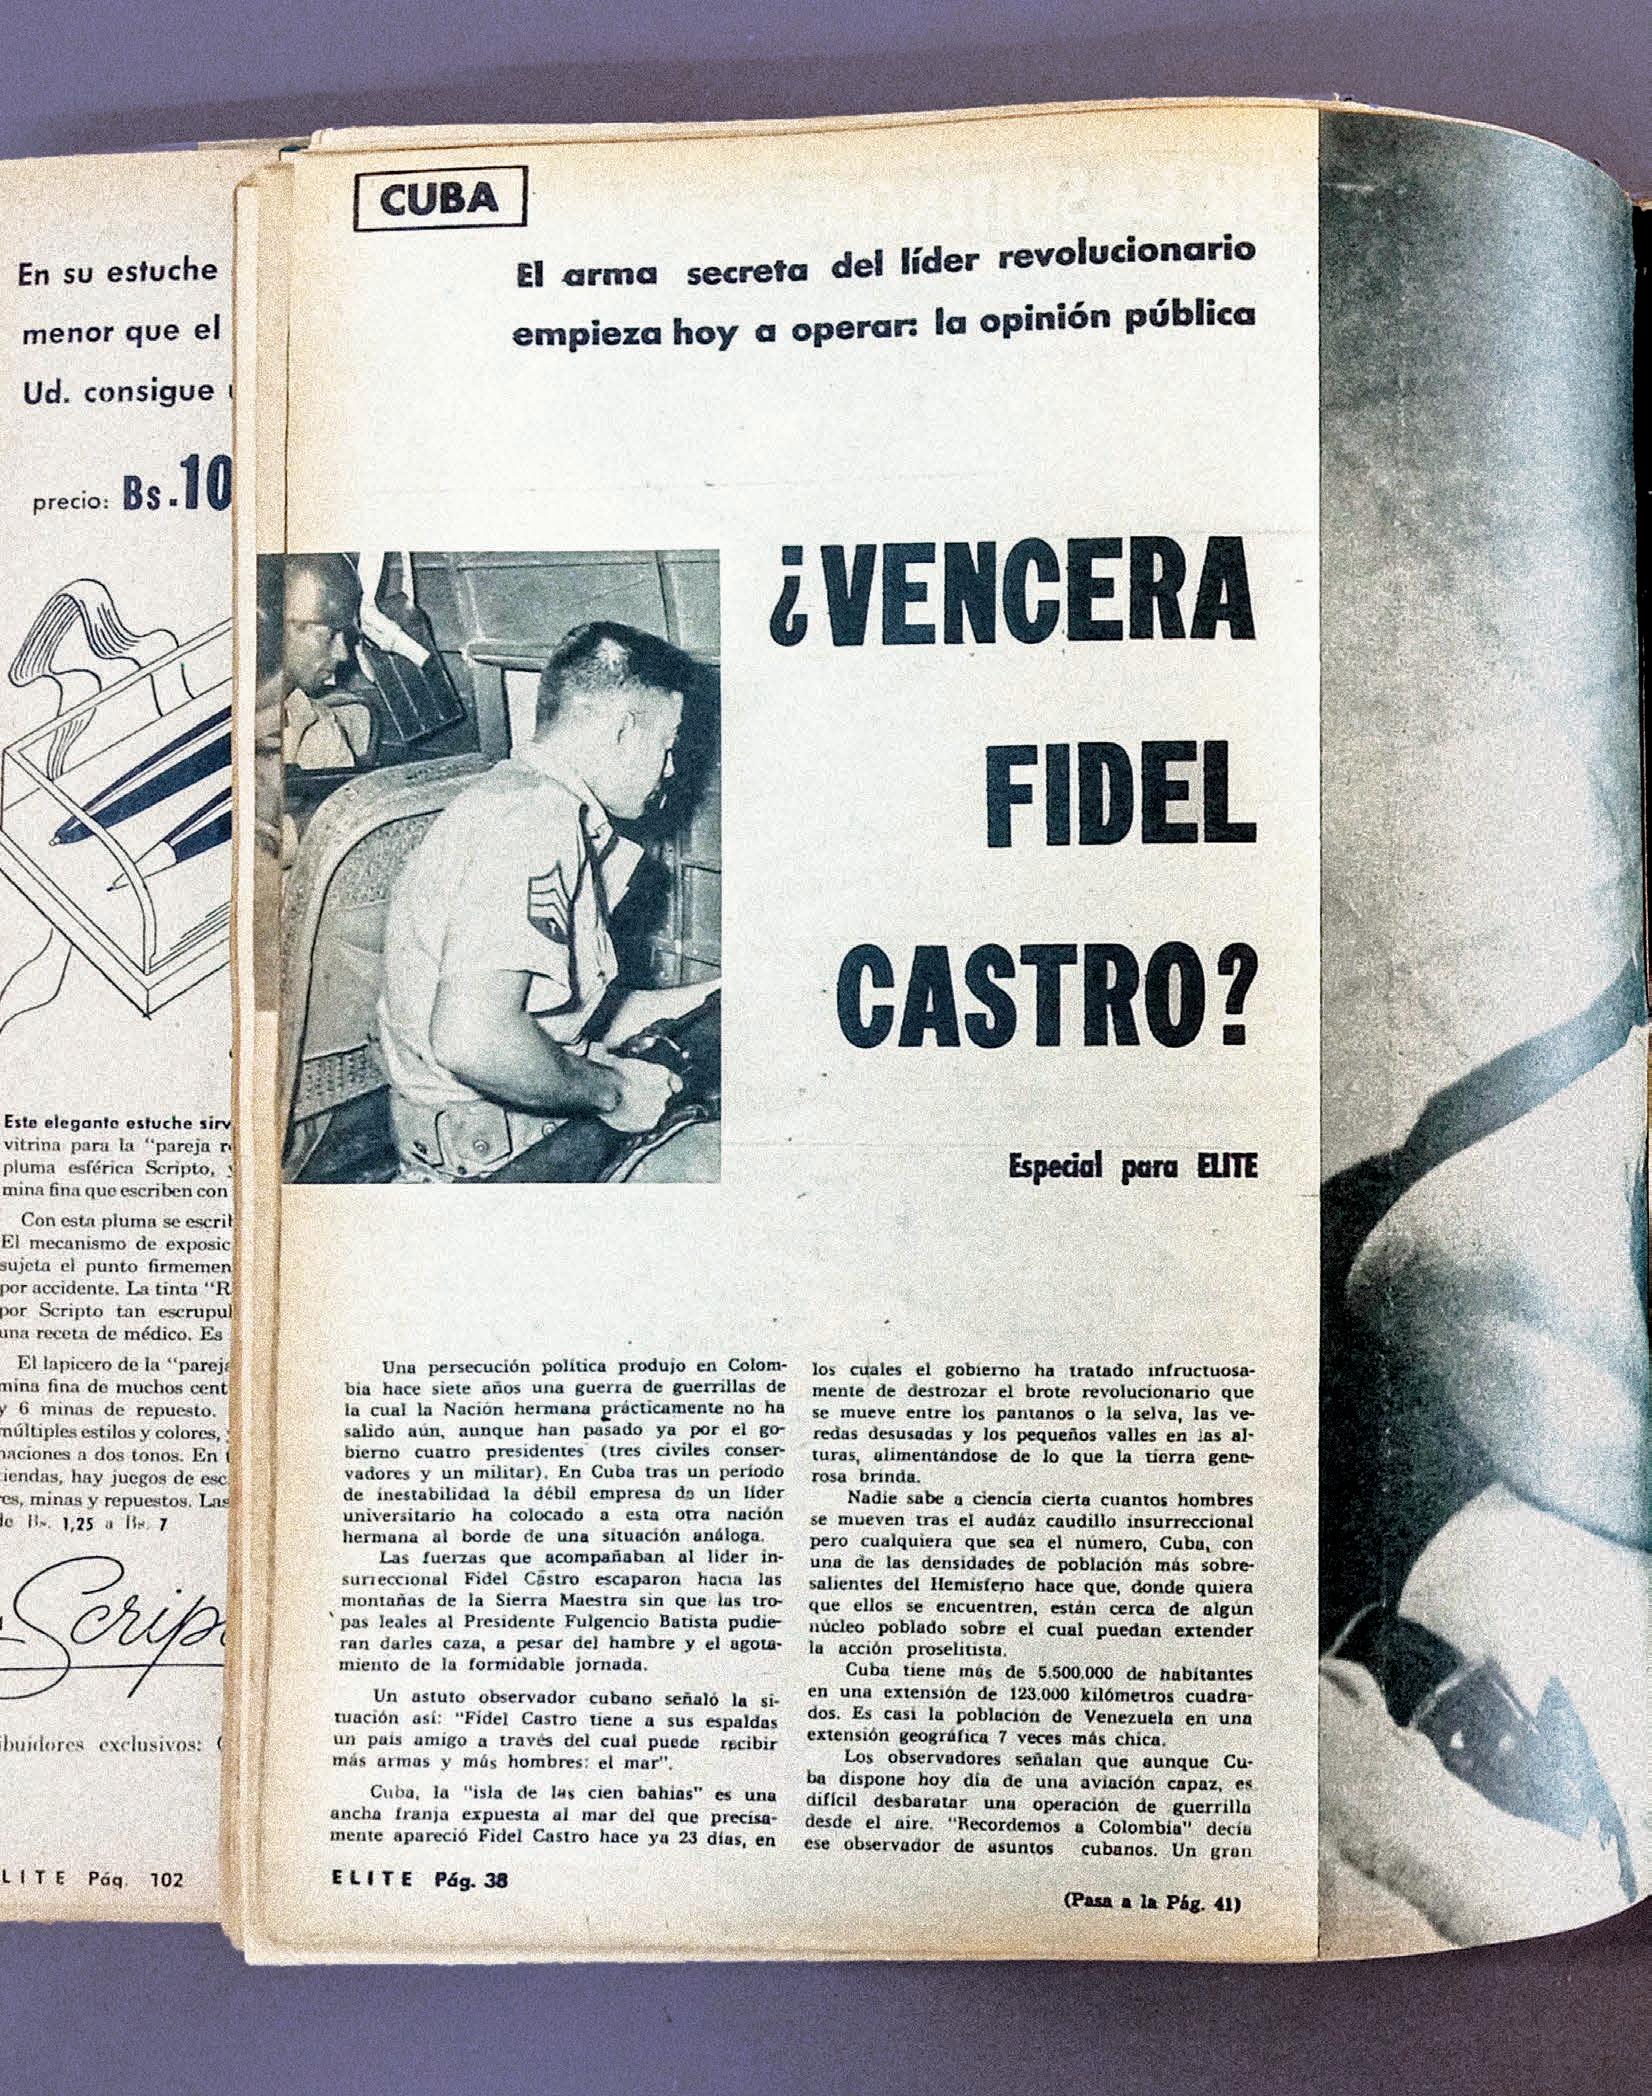 En su estuche
menor que el
Ud. consigue
precio: Bs.10
Este elegante estuche sirv
vitrina para la "pareja r
pluma esférica Scripto,
mina fina que escriben con
Con esta pluma se escri
El mecanismo de exposic
sujeta el punto firmemen
por accidente. La tinta "R
por Scripto tan escrupul
una receta de médico. Es
El lapicero de la "pareja
mina fina de muchos cent
y 6 minas de repuesto.
múltiples estilos y colores,
naciones a dos tonos. En
tiendas, hay juegos de esc
res, minas y repuestos. Las
de Bs. 1,25 a Bs. 7
Scrip
ibuidores exclusivos:
LITE Pág. 102
CUBA
El arma secreta del líder revolucionario
empieza hoy a operar: la opinión pública
¿VENCERA
FIDEL
CASTRO?
Especial para ELITE
Una persecución política produjo en Colom-
bia hace siete años una guerra de guerrillas de
la cual la Nación hermana prácticamente no ha
salido aún, aunque han pasado ya por el go-
bierno cuatro presidentes (tres civiles conser-
vadores y un militar). En Cuba tras un período
de inestabilidad la débil empresa de un líder
universitario ha colocado a esta otra nación
hermana al borde de una situación análoga.
Las fuerzas que acompañaban al líder in-
surreccional Fidel Castro escaparon hacia las
montañas de la Sierra Maestra sin que las tro-
pas leales al Presidente Fulgencio Batista pudie-
ran darles caza, a pesar del hambre y el agota-
miento de la formidable jornada.
Un astuto observador cubano señaló la si-
tuación así: "Fidel Castro tiene a sus espaldas
un país amigo a través del cual puede recibir
más armas y más hombres: el mar".
Cuba, la "isla de las cien bahías" es una
ancha franja expuesta al mar del que precisa-
mente apareció Fidel Castro hace ya 23 días, en
los cuales el gobierno ha tratado infructuosa-
mente de destrozar el brote revolucionario que
se mueve entre los pantanos o la selva, las ve-
redas desusadas y los pequeños valles en las al-
turas, alimentándose de lo que la tierra gene-
rosa brinda.
Nadie sabe a ciencia cierta cuantos hombres
se mueven tras el audáz caudillo insurreccional
pero cualquiera que sea el número, Cuba, con
una de las densidades de población más sobre-
salientes del Hemisferio hace que, donde quiera
que ellos se encuentren, están cerca de algún
núcleo poblado sobre el cual puedan extender
la acción proselitista.
Cuba tiene más de 5.500.000 de habitantes
en una extensión de 123.000 kilómetros cuadra-
dos. Es casi la población de Venezuela en una
extensión geográfica 7 veces más chica.
Los observadores señalan que aunque Cu-
ba dispone hoy día de una aviación capaz, es
difícil desbaratar una operación de guerrilla
desde el aire. "Recordemos a Colombia" decía
ese observador de asuntos cubanos. Un gran
ELITE Pág. 38
(Pasa a la Pág. 41)